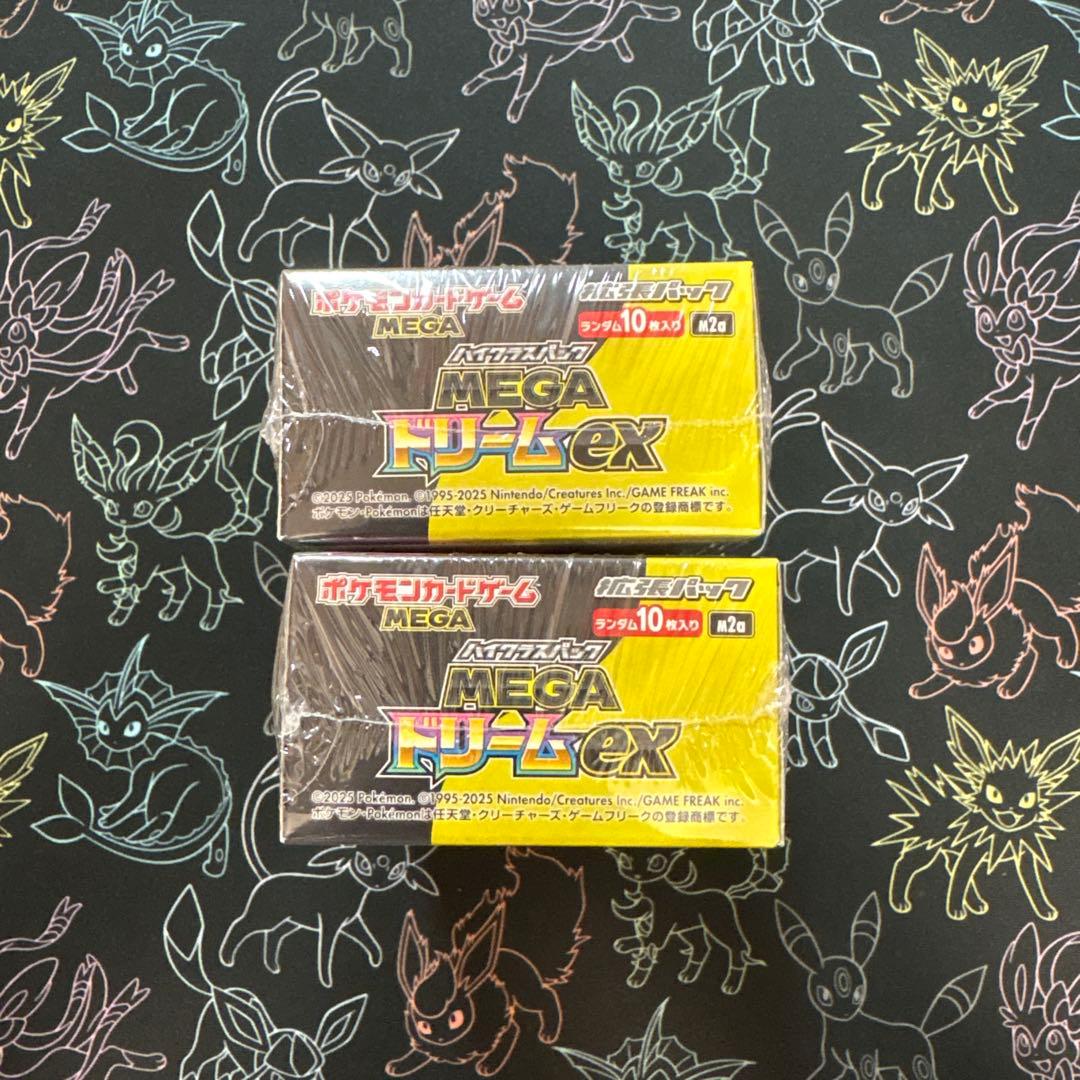 ポケモンカードゲーム
MEGA
拡張パック
ランダム10枚入り M2a
ハイクラスパック
MEGA
ドリームex
©2025 Pokémon. ©1995-2025 Nintendo/Creatures Inc./GAME FREAK inc.
ポケモン・Pokémonは任天堂・クリーチャーズ・ゲームフリークの登録商標です。
ポケモンカードゲーム
MEGA
拡張パック
ランダム10枚入り M2a
ハイクラスパック
MEGA
ドリームex
©2025 Pokémon. ©1995-2025 Nintendo/Creatures Inc./GAME FREAK inc.
ポケモン・Pokémonは任天堂・クリーチャーズ・ゲームフリークの登録商標です。